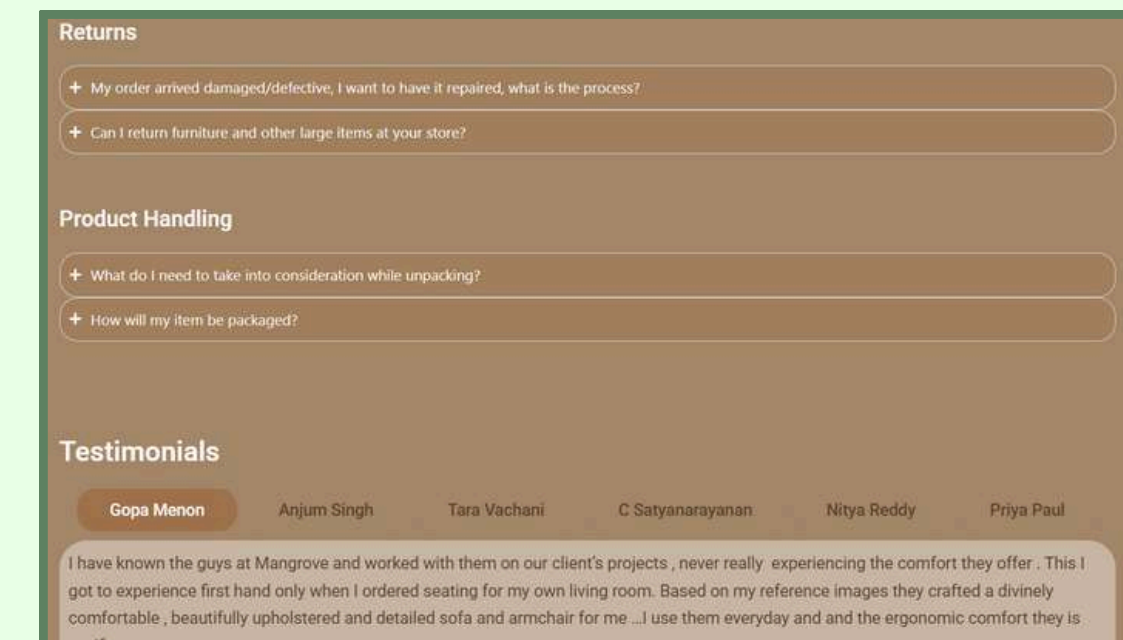 Returns
+ My order arrived damaged/defective, I want to have it repaired, what is the process?
+ Can I return furniture and other large items at your store?
Product Handling
+ What do I need to take into consideration while unpacking?
+ How will my item be packaged?
Testimonials
Gopa Menon Anjum Singh Tara Vachani C Satyanarayanan Nitya Reddy Priya Paul
I have known the guys at Mangrove and worked with them on our client's projects , never really experiencing the comfort they offer . This I
got to experience first hand only when I ordered seating for my own living room. Based on my reference images they crafted a divinely
comfortable , beautifully upholstered and detailed sofa and armchair for me ...I use them everyday and and the ergonomic comfort they is